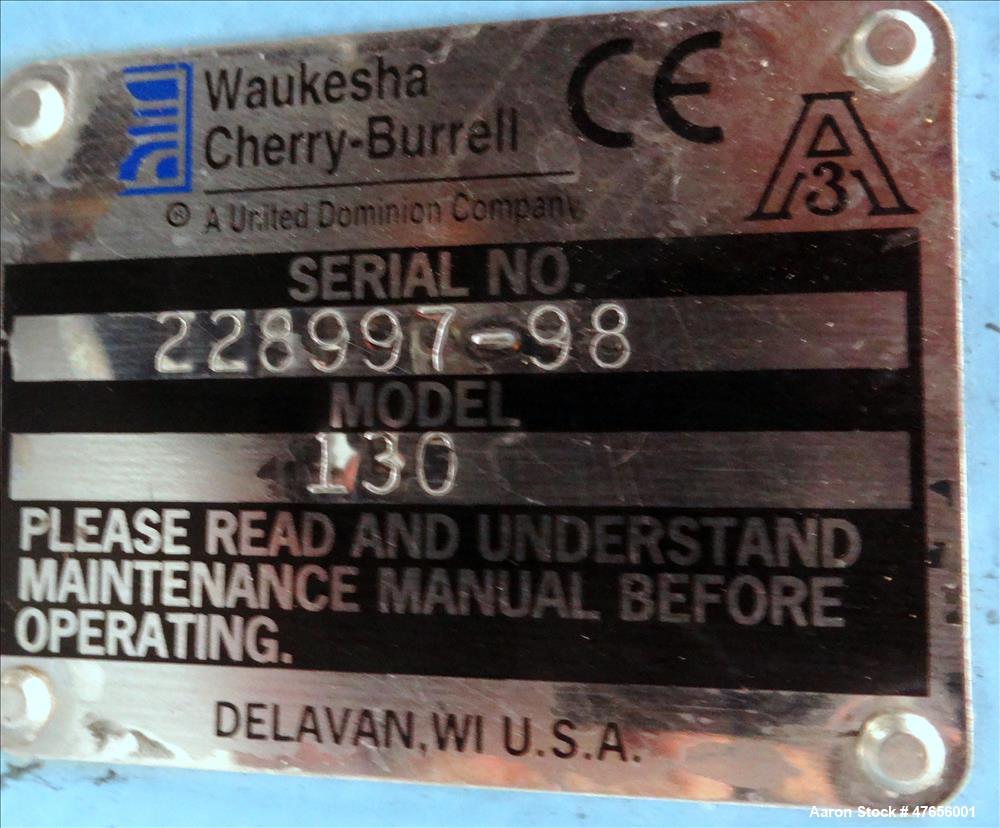 Waukesha
Cherry-Burrell
CE
3 A
® A United Dominion Company
SERIAL NO.
228997-98
MODEL
130
PLEASE READ AND UNDERSTAND
MAINTENANCE MANUAL BEFORE
OPERATING.
DELAVAN, WI U.S.A.
Aaron Stock # 47656001